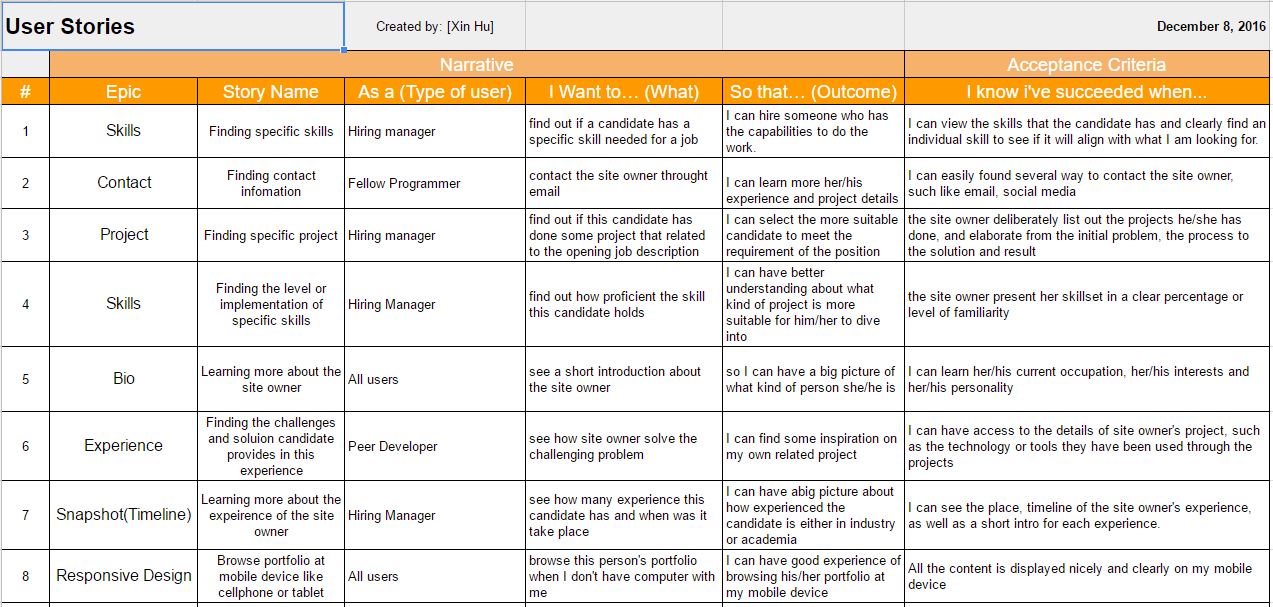 User Stories
Created by: [Xin Hu]
December 8, 2016
Narrative
Acceptance Criteria
#
Epic
Story Name
As a (Type of user)
I Want to… (What)
So that… (Outcome)
I know i've succeeded when...
1
Skills
Finding specific skills
Hiring manager
find out if a candidate has a
specific skill needed for a job
I can hire someone who has
the capabilities to do the
work.
I can view the skills that the candidate has and clearly find an
individual skill to see if it will align with what I am looking for.
2
Contact
Finding contact
infomation
Fellow Programmer
contact the site owner throught
email
I can learn more her/his
experience and project details
I can easily found several way to contact the site owner,
such like email, social media
3
Project
Finding specific project
Hiring manager
find out if this candidate has
done some project that related
to the opening job description
I can select the more suitable
candidate to meet the
requirement of the position
the site owner deliberately list out the projects he/she has
done, and elaborate from the initial problem, the process to
the solution and result
4
Skills
Finding the level or
implementation of
specific skills
Hiring Manager
find out how proficient the skill
this candidate holds
I can have better
understanding about what
kind of project is more
suitable for him/her to dive
into
the site owner present her skillset in a clear percentage or
level of familiarity
5
Bio
Learning more about the
site owner
All users
see a short introduction about
the site owner
so I can have a big picture of
what kind of person she/he is
I can learn her/his current occupation, her/his interests and
her/his personality
6
Experience
Finding the challenges
and soluion candidate
provides in this
experience
Peer Developer
see how site owner solve the
challenging problem
I can find some inspiration on
my own related project
I can have access to the details of site owner's project, such
as the technology or tools they have been used through the
projects
7
Snapshot(Timeline)
Learning more about the
expeirence of the site
owner
Hiring Manager
see how many experience this
candidate has and when was it
take place
I can have abig picture about
how experienced the
candidate is either in industry
or academia
I can see the place, timeline of the site owner's experience,
as well as a short intro for each experience.
8
Responsive Design
Browse portfolio at
mobile device like
cellphone or tablet
All users
browse this person's portfolio
when I don't have computer with
me
I can have good experience of
browsing his/her portfolio at
my mobile device
All the content is displayed nicely and clearly on my mobile
device